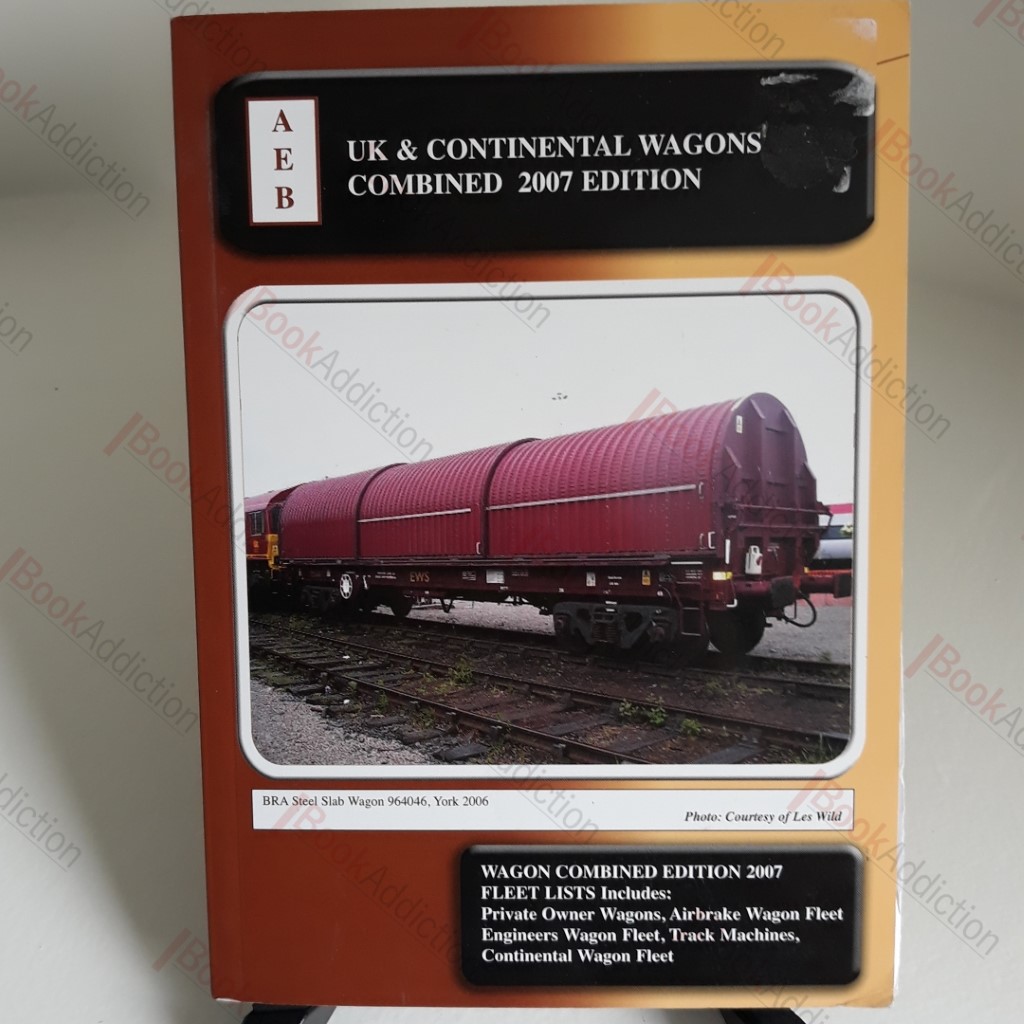 A
E
B
UK & CONTINENTAL WAGONS
COMBINED 2007 EDITION
EWS
BRA Steel Slab Wagon 964046, York 2006
Photo: Courtesy of Les Wild
WAGON COMBINED EDITION 2007
FLEET LISTS Includes:
Private Owner Wagons, Airbrake Wagon Fleet
Engineers Wagon Fleet, Track Machines,
Continental Wagon Fleet
BookAddiction